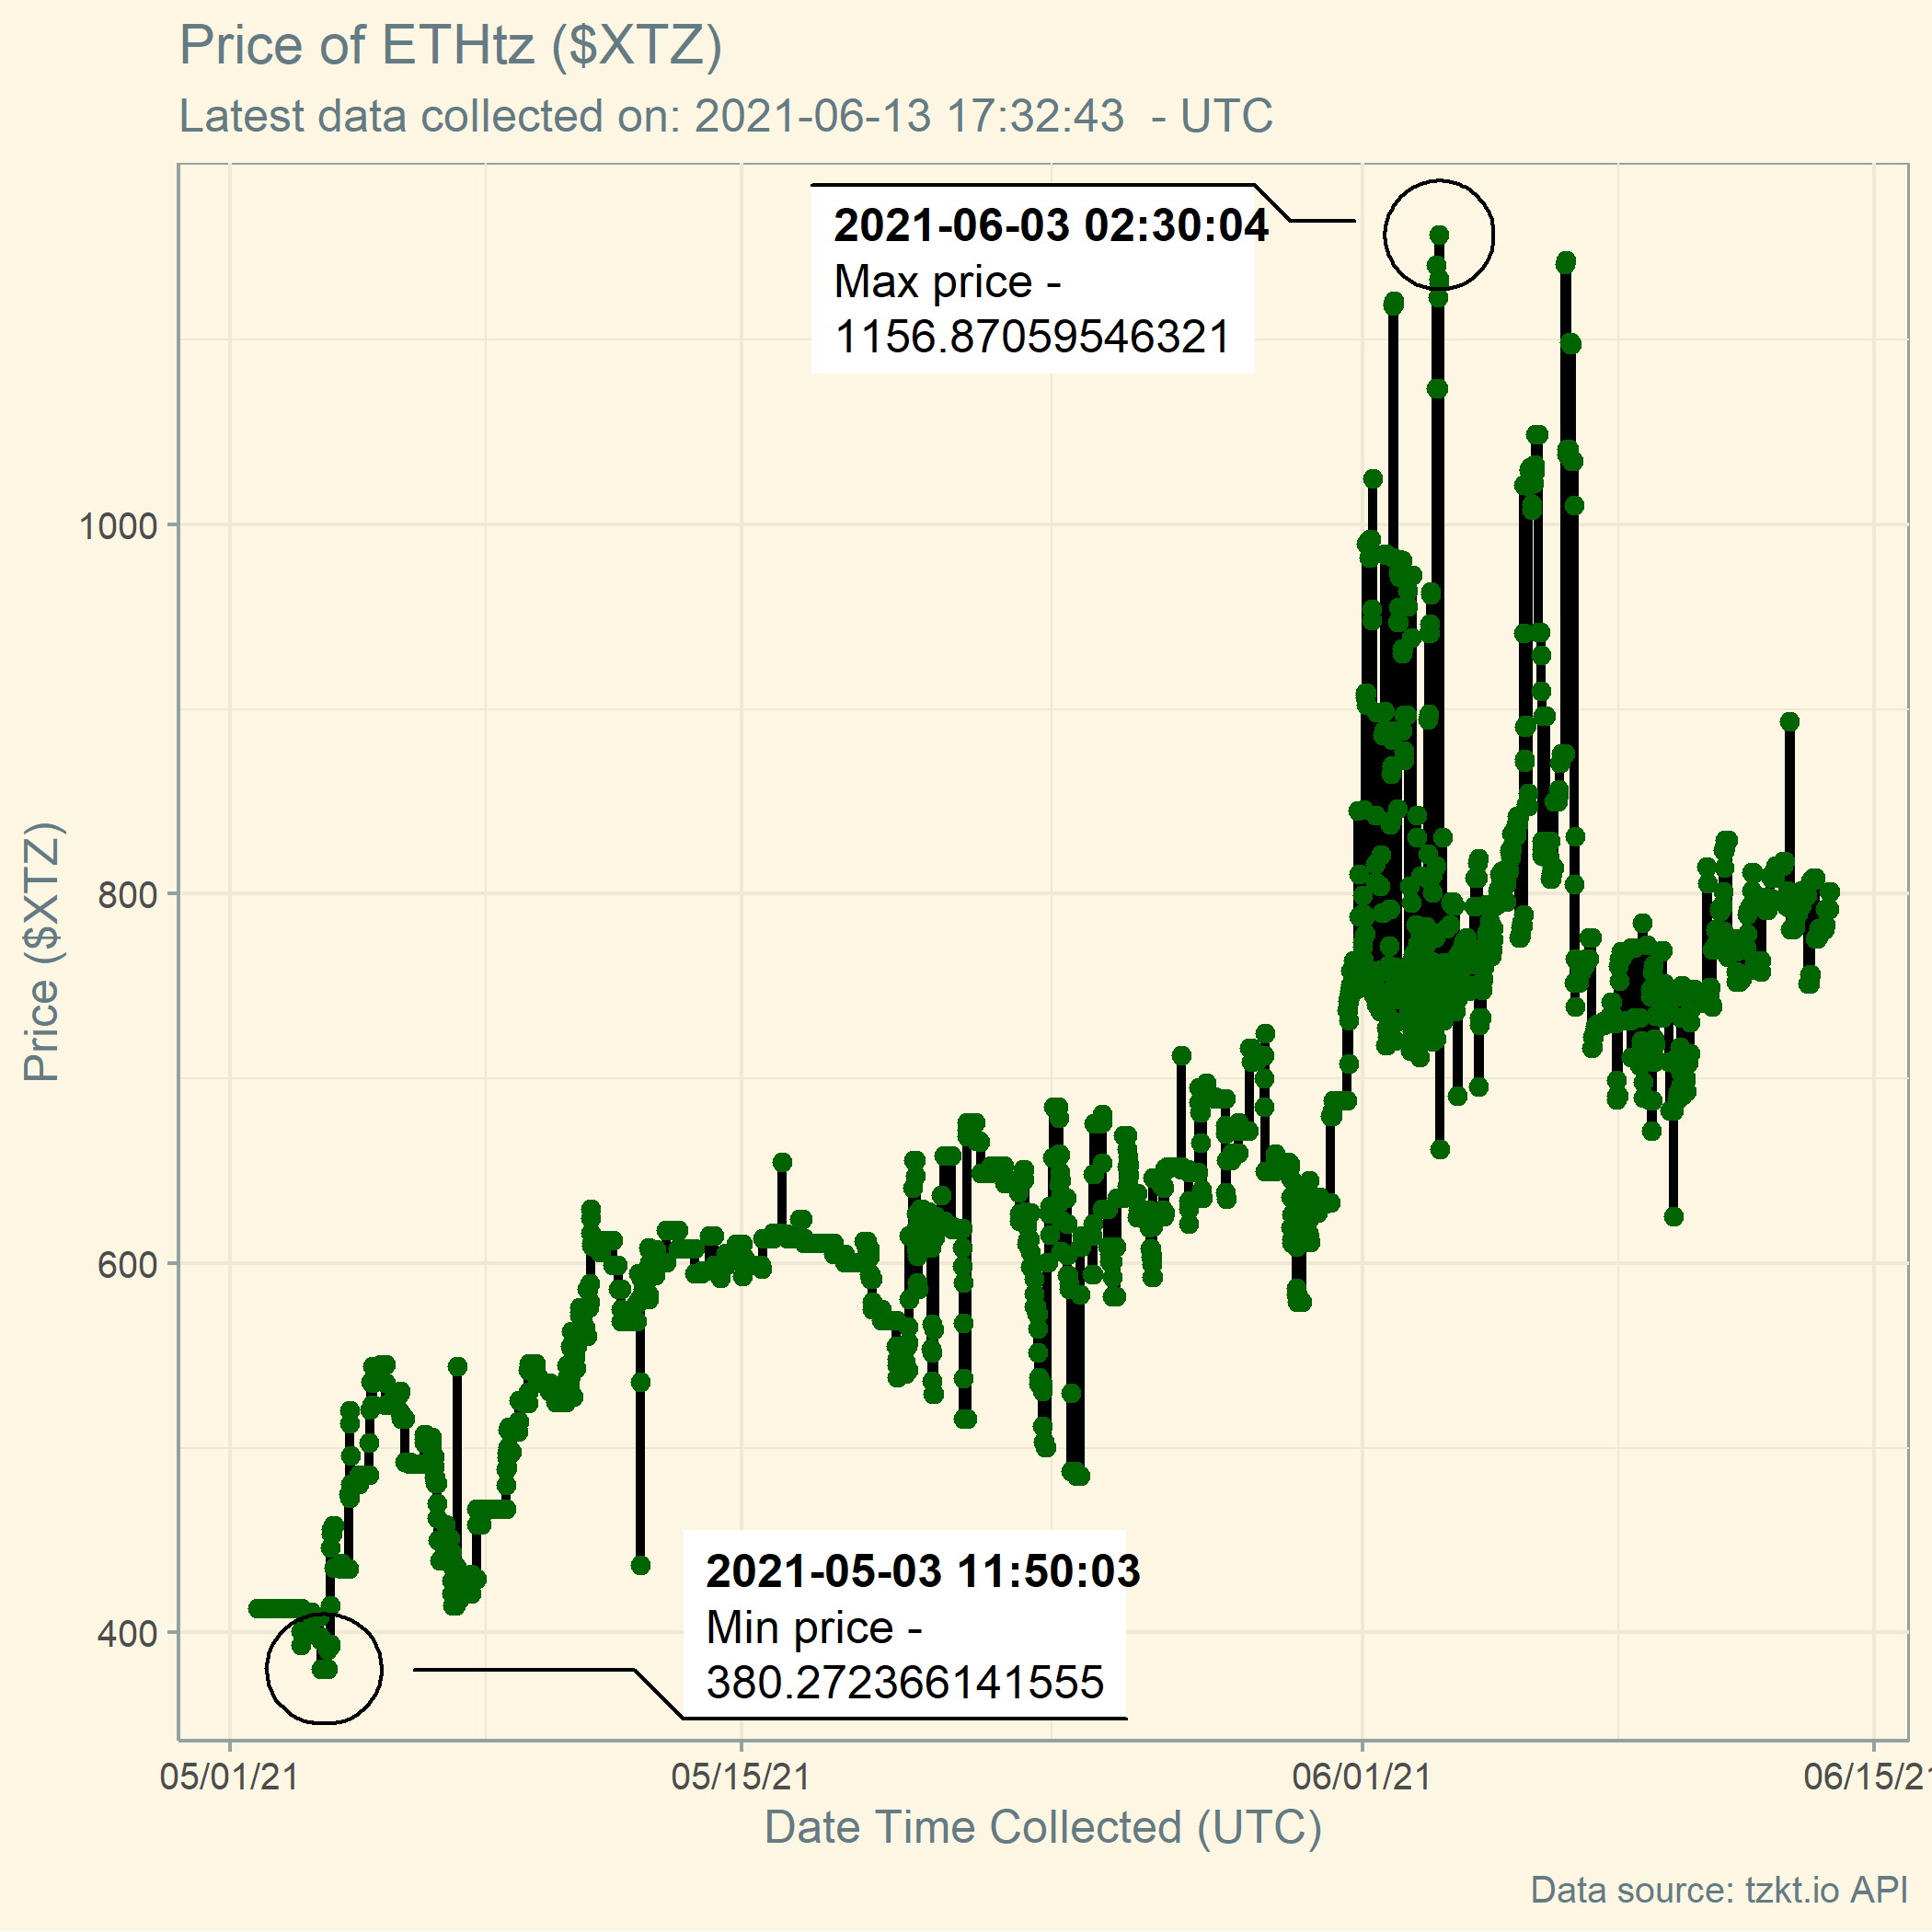 Price of ETHtz ($XTZ)
Latest data collected on: 2021-06-13 17:32:43  - UTC
2021-06-03 02:30:04
Max price -
1156.87059546321
1000
800
600
400
Price ($XTZ)
2021-05-03 11:50:03
Min price -
380.272366141555
05/01/21
05/15/21
06/01/21
06/15/21
Date Time Collected (UTC)
Data source: tzkt.io API